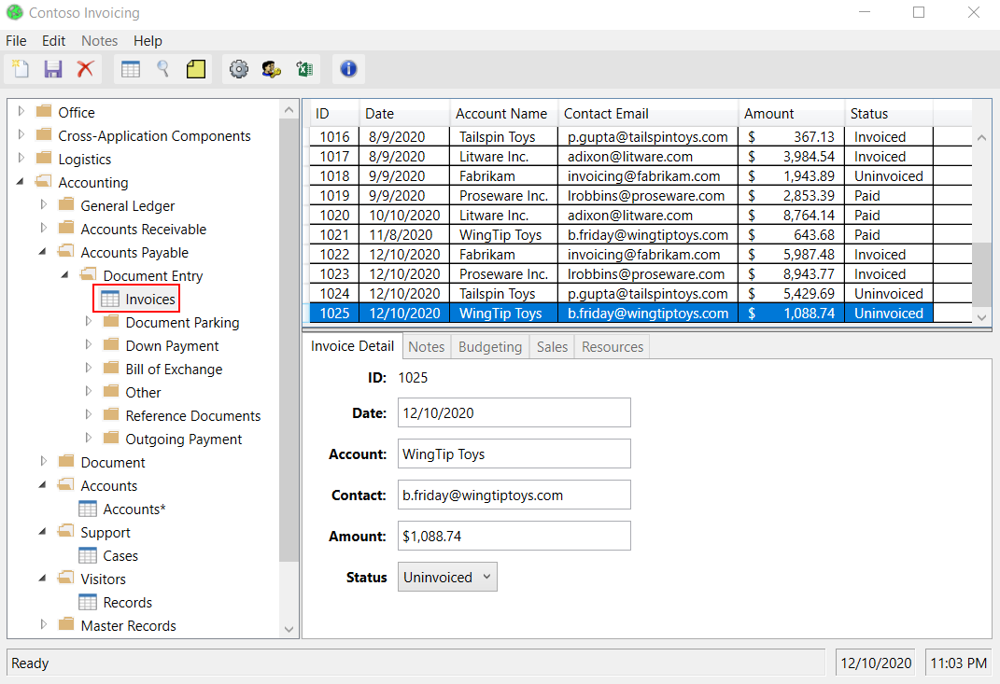 Contoso Invoicing
File Edit Notes Help
Office
Cross-Application Components
Logistics
Accounting
General Ledger
Accounts Receivable
Accounts Payable
Document Entry
Invoices
Document Parking
Down Payment
Bill of Exchange
Other
Reference Documents
Outgoing Payment
Document
Accounts
Accounts*
Support
Cases
Visitors
Records
Master Records
ID Date Account Name Contact Email Amount Status
1016 8/9/2020 Tailspin Toys p.gupta@tailspintoys.com $ 367.13 Invoiced
1017 8/9/2020 Litware Inc. adixon@litware.com $ 3,984.54 Invoiced
1018 9/9/2020 Fabrikam invoicing@fabrikam.com $ 1,943.89 Uninvoiced
1019 9/9/2020 Proseware Inc. lrobbins@proseware.com $ 2,853.39 Paid
1020 10/10/2020 Litware Inc. adixon@litware.com $ 8,764.14 Paid
1021 11/8/2020 WingTip Toys b.friday@wingtiptoys.com $ 643.68 Paid
1022 12/10/2020 Fabrikam invoicing@fabrikam.com $ 5,987.48 Invoiced
1023 12/10/2020 Proseware Inc. lrobbins@proseware.com $ 8,943.77 Invoiced
1024 12/10/2020 Tailspin Toys p.gupta@tailspintoys.com $ 5,429.69 Uninvoiced
1025 12/10/2020 WingTip Toys b.friday@wingtiptoys.com $ 1,088.74 Uninvoiced
Invoice Detail Notes Budgeting Sales Resources
ID: 1025
Date: 12/10/2020
Account: WingTip Toys
Contact: b.friday@wingtiptoys.com
Amount: $1,088.74
Status Uninvoiced
Ready 12/10/2020 11:03 PM